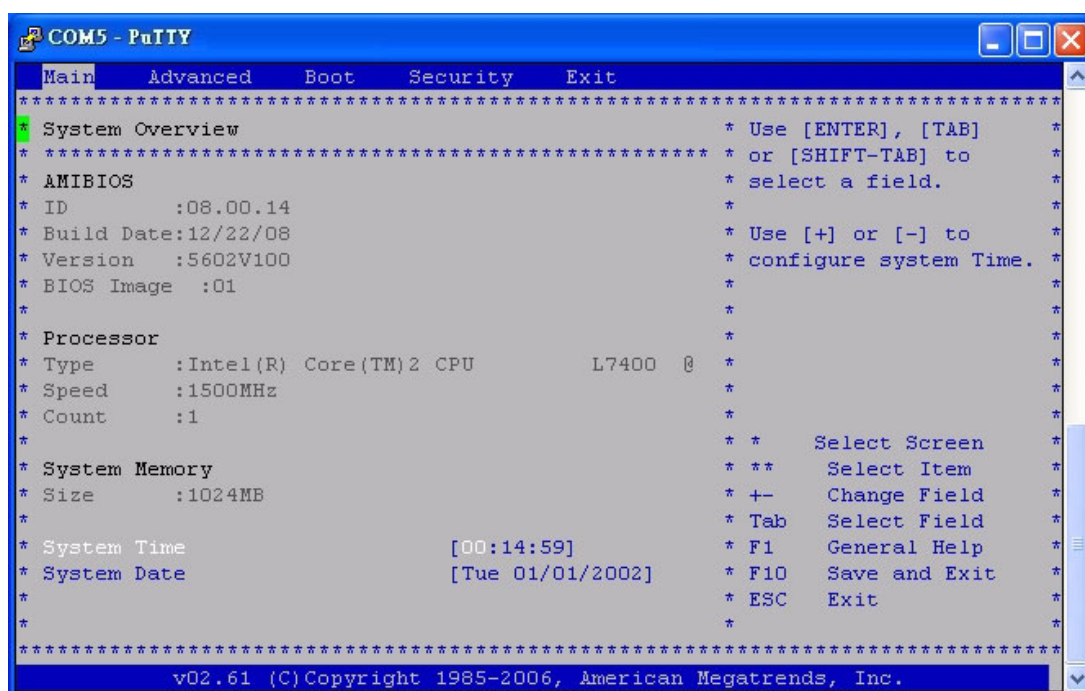 COM5 - PuTTY
Main Advanced Boot Security Exit
********************************************************************************
* System Overview * Use [ENTER], [TAB] *
* *************************************************** * or [SHIFT-TAB] to *
* AMIBIOS * select a field. *
* ID :08.00.14 * *
* Build Date:12/22/08 * Use [+] or [-] to *
* Version :5602V100 * configure system Time. *
* BIOS Image :01 * *
* * *
* Processor * *
* Type :Intel(R) Core(TM)2 CPU L7400 @ * *
* Speed :1500MHz * *
* Count :1 * *
* * * Select Screen *
* System Memory * ** Select Item *
* Size :1024MB * +- Change Field *
* * Tab Select Field *
* System Time [00:14:59] * F1 General Help *
* System Date [Tue 01/01/2002] * F10 Save and Exit *
* * ESC Exit *
* * *
********************************************************************************
v02.61 (C)Copyright 1985-2006, American Megatrends, Inc.